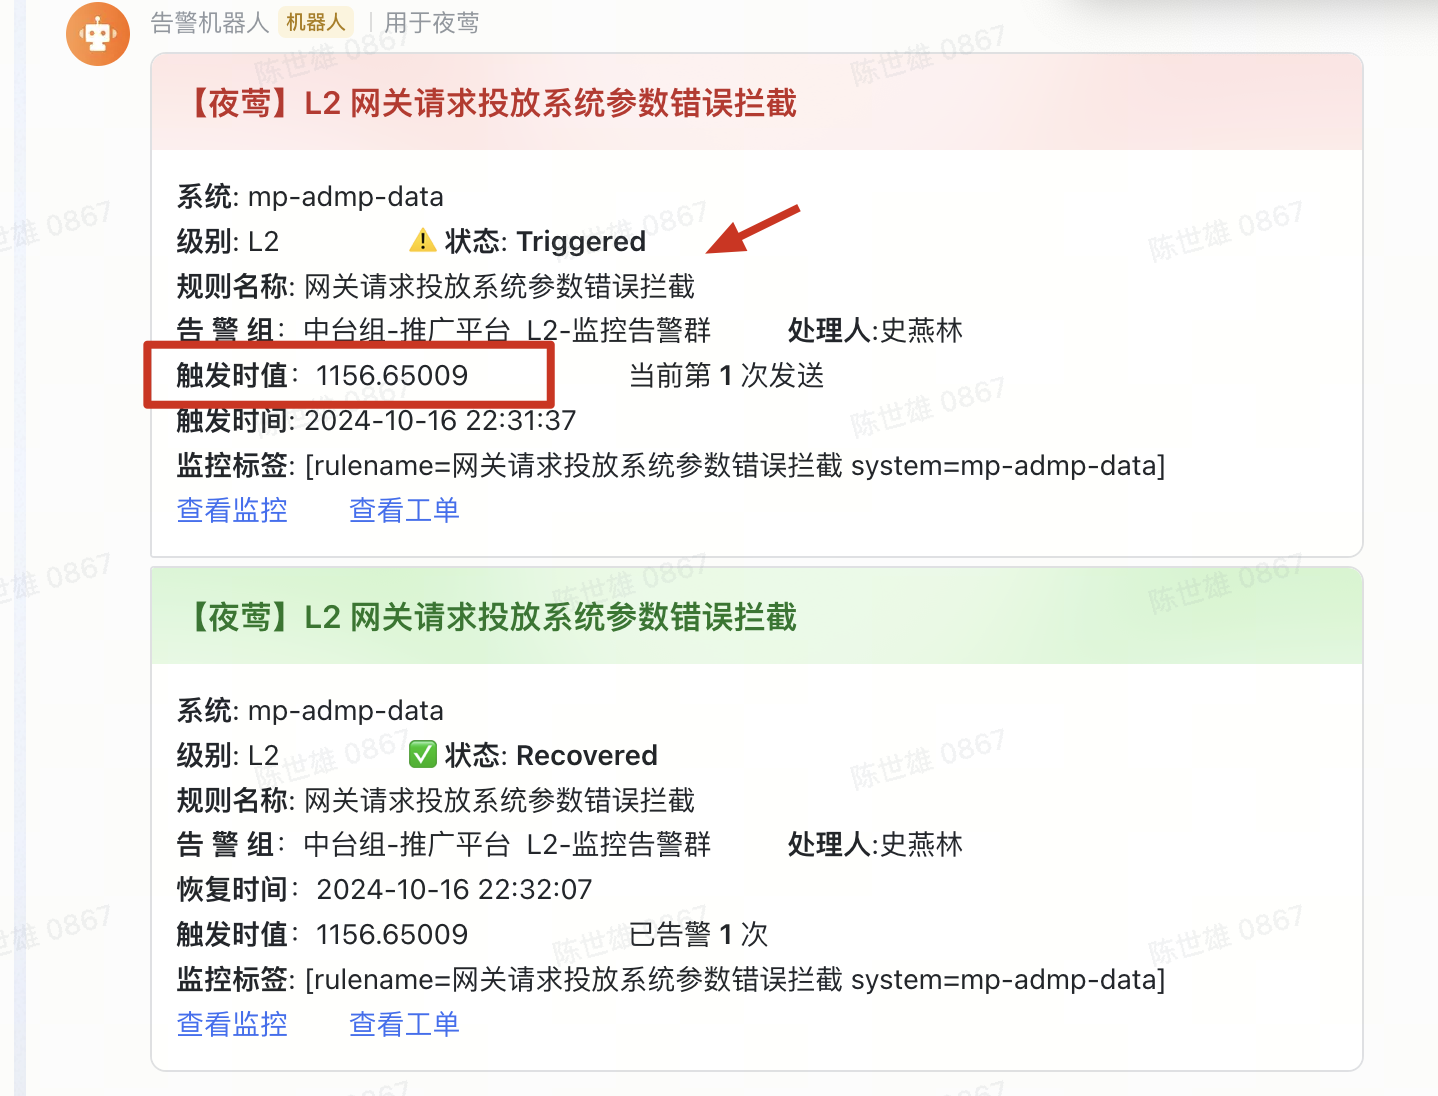 告警机器人 机器人 | 用于夜莺
【夜莺】L2 网关请求投放系统参数错误拦截
系统: mp-admp-data
级别: L2 ⚠️ 状态: Triggered
规则名称: 网关请求投放系统参数错误拦截
告 警 组： 中台组-推广平台 L2-监控告警群 处理人:史燕林
触发时值： 1156.65009 当前第 1 次发送
触发时间: 2024-10-16 22:31:37
监控标签: [rulename=网关请求投放系统参数错误拦截 system=mp-admp-data]
查看监控 查看工单
【夜莺】L2 网关请求投放系统参数错误拦截
系统: mp-admp-data
级别: L2 ✅ 状态: Recovered
规则名称: 网关请求投放系统参数错误拦截
告 警 组： 中台组-推广平台 L2-监控告警群 处理人:史燕林
恢复时间： 2024-10-16 22:32:07
触发时值： 1156.65009 已告警 1 次
监控标签: [rulename=网关请求投放系统参数错误拦截 system=mp-admp-data]
查看监控 查看工单
陈世雄 0867